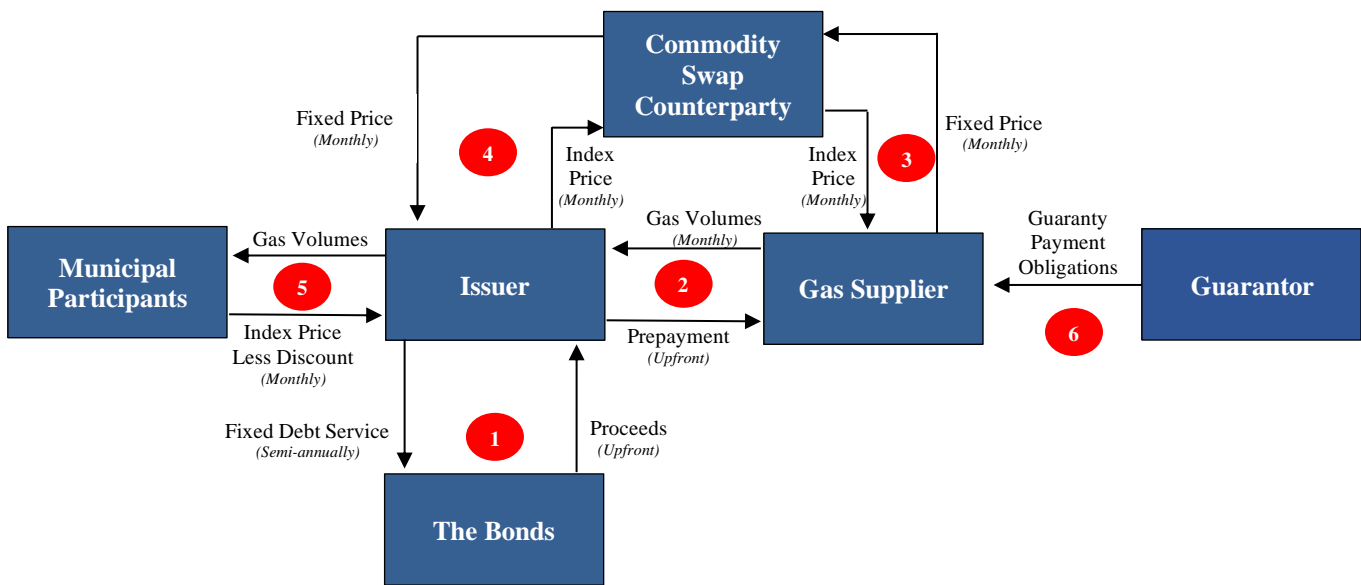 Commodity
Swap
Counterparty
Fixed Price
(Monthly)
4
Index
Price
(Monthly)
Index
Price
(Monthly)
3
Fixed Price
(Monthly)
Municipal
Participants
Gas Volumes
5
Index Price
Less Discount
(Monthly)
Issuer
Gas Volumes
(Monthly)
2
Prepayment
(Upfront)
Gas Supplier
Guaranty
Payment
Obligations
6
Guarantor
Fixed Debt Service
(Semi-annually)
1
Proceeds
(Upfront)
The Bonds